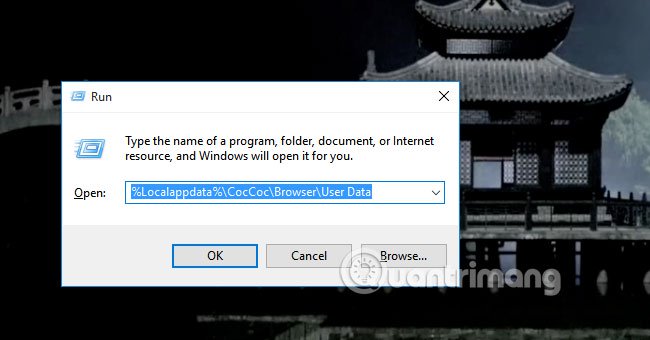 Run
Type the name of a program, folder, document, or Internet
resource, and Windows will open it for you.
Open:
%Localappdata%\CocCoc\Browser\User Data
OK
Cancel
Browse...
Quantrimang